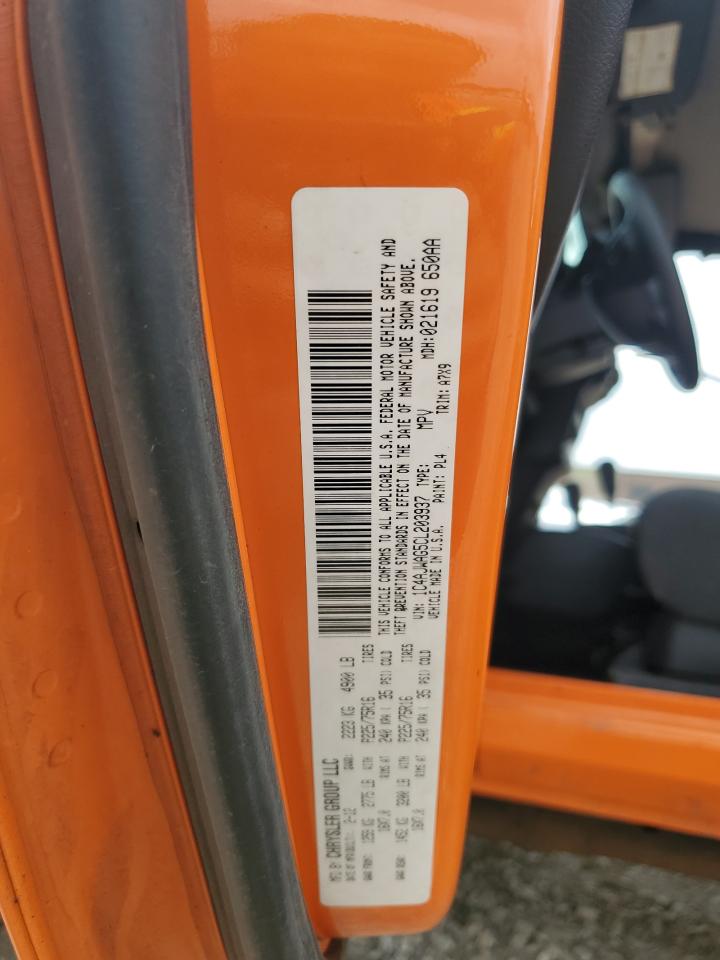 MFG BY: CHRYSLER GROUP LLC
DATE OF MFR: 2-12 GVWR: 2223 KG 4900 LB
GAWR FRONT: 1259 KG 2775 LB WITH P225/75R16 TIRES
16X7.0 RIMS AT 240 KPA ( 35 PSI) COLD
GAWR REAR: 1452 KG 3200 LB WITH P225/75R16 TIRES
16X7.0 RIMS AT 240 KPA ( 35 PSI) COLD
THIS VEHICLE CONFORMS TO ALL APPLICABLE U.S.A. FEDERAL MOTOR VEHICLE SAFETY AND
THEFT PREVENTION STANDARDS IN EFFECT ON THE DATE OF MANUFACTURE SHOWN ABOVE.
VIN: 1C4AJWAG5CL203937 TYPE: MPV MDH:021619 650AA
VEHICLE MADE IN U.S.A. PAINT: PL4 TRIM: A7X9